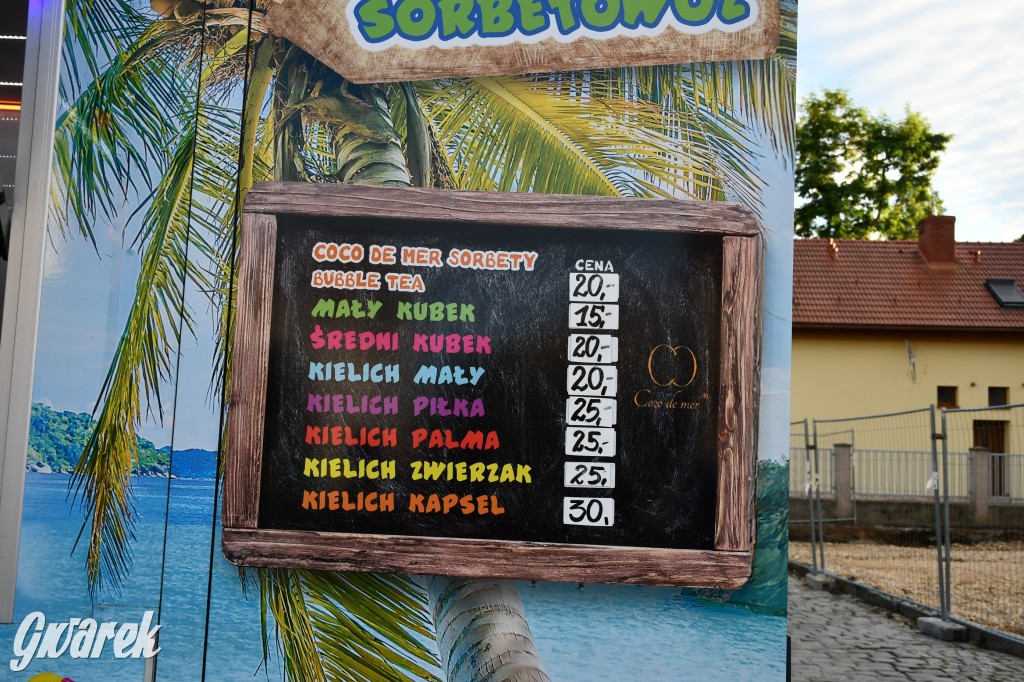 SORBETOWOZ
COCO DE MER SORBETY
CENA
BUBBLE TEA 20,-
MAŁY KUBEK 15,-
ŚREDNI KUBEK 20,-
KIELICH MAŁY 20,-
KIELICH PIŁKA 25,-
KIELICH PALMA 25,-
KIELICH ZWIERZAK 25,-
KIELICH KAPSEL 30,-
Coco de mer®
Gwarek